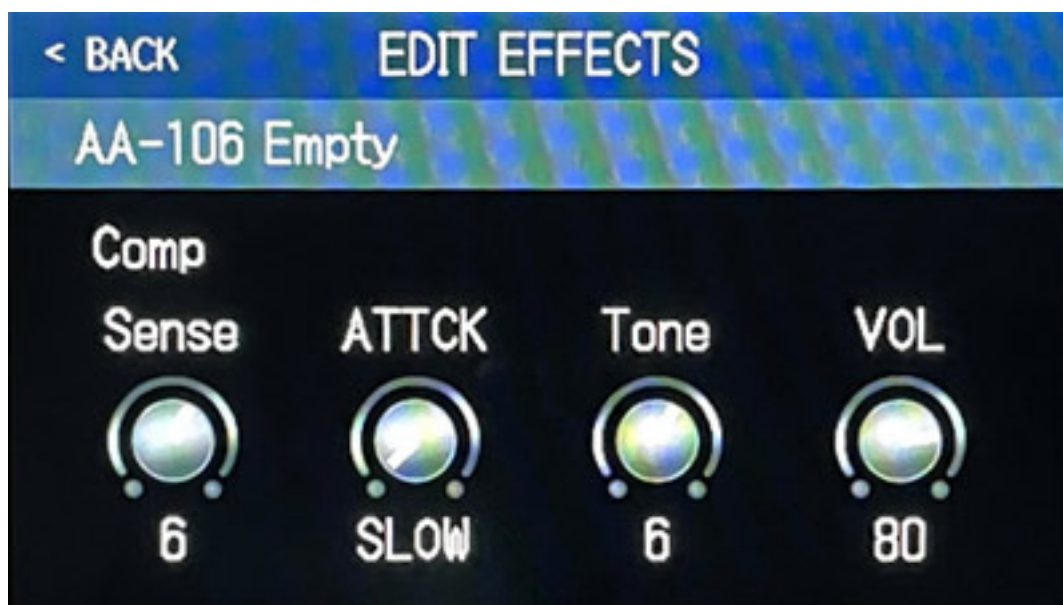 < BACK EDIT EFFECTS
AA-106 Empty
Comp
Sense ATTCK Tone VOL
6 SLOW 6 80